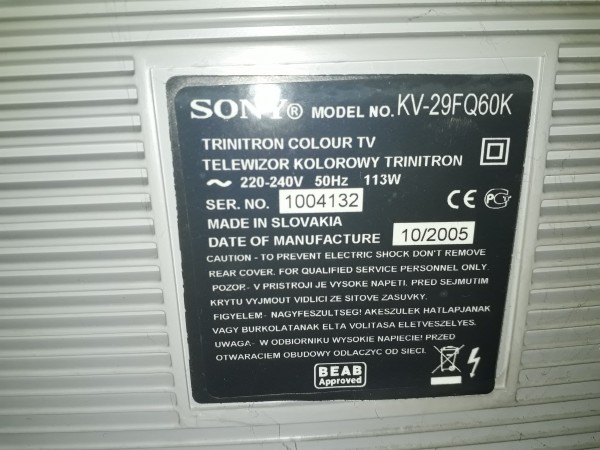 SONY® MODEL NO. KV-29FQ60K
TRINITRON COLOUR TV
TELEWIZOR KOLOROWY TRINITRON
~ 220-240V 50Hz 113W
SER. NO. 1004132
MADE IN SLOVAKIA
DATE OF MANUFACTURE 10/2005
CAUTION - TO PREVENT ELECTRIC SHOCK DON'T REMOVE
REAR COVER. FOR QUALIFIED SERVICE PERSONNEL ONLY.
POZOR.- V PRISTROJI JE VYSOKE NAPETI. PRED SEJMUTIM
KRYTU VYJMOUT VIDLICI ZE SITOVE ZASUVKY.
FIGYELEM- NAGYFESZULTSEG! AKESZULEK HATLAPJANAK
VAGY BURKOLATANAK ELTA VOLITASA ELETVESZELYES.
UWAGA- W ODBIORNIKU WYSOKIE NAPIECIE! PRZED
OTWARCIEM OBUDOWY ODLACZYC OD SIECI.
CE
BEAB
Approved